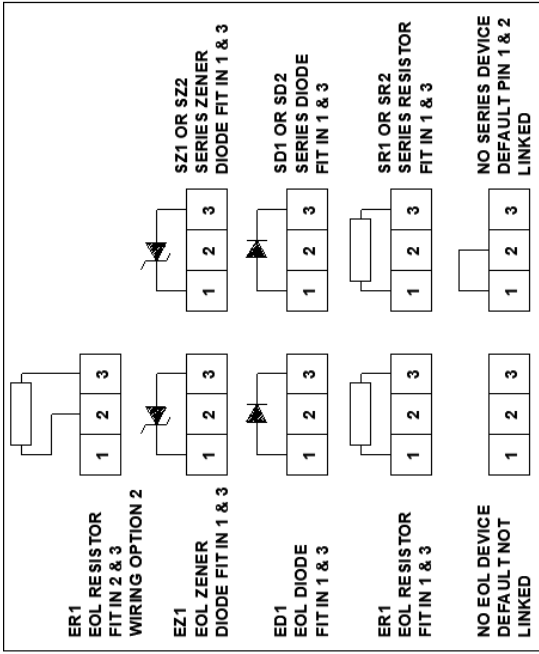 ER1
EOL RESISTOR
FIT IN 2 & 3
WIRING OPTION 2
1 2 3
EZ1
EOL ZENER
DIODE FIT IN 1 & 3
1 2 3
1 2 3
SZ1 OR SZ2
SERIES ZENER
DIODE FIT IN 1 & 3
ED1
EOL DIODE
FIT IN 1 & 3
1 2 3
1 2 3
SD1 OR SD2
SERIES DIODE
FIT IN 1 & 3
ER1
EOL RESISTOR
FIT IN 1 & 3
1 2 3
1 2 3
SR1 OR SR2
SERIES RESISTOR
FIT IN 1 & 3
NO EOL DEVICE
DEFAULT NOT
LINKED
1 2 3
1 2 3
NO SERIES DEVICE
DEFAULT PIN 1 & 2
LINKED